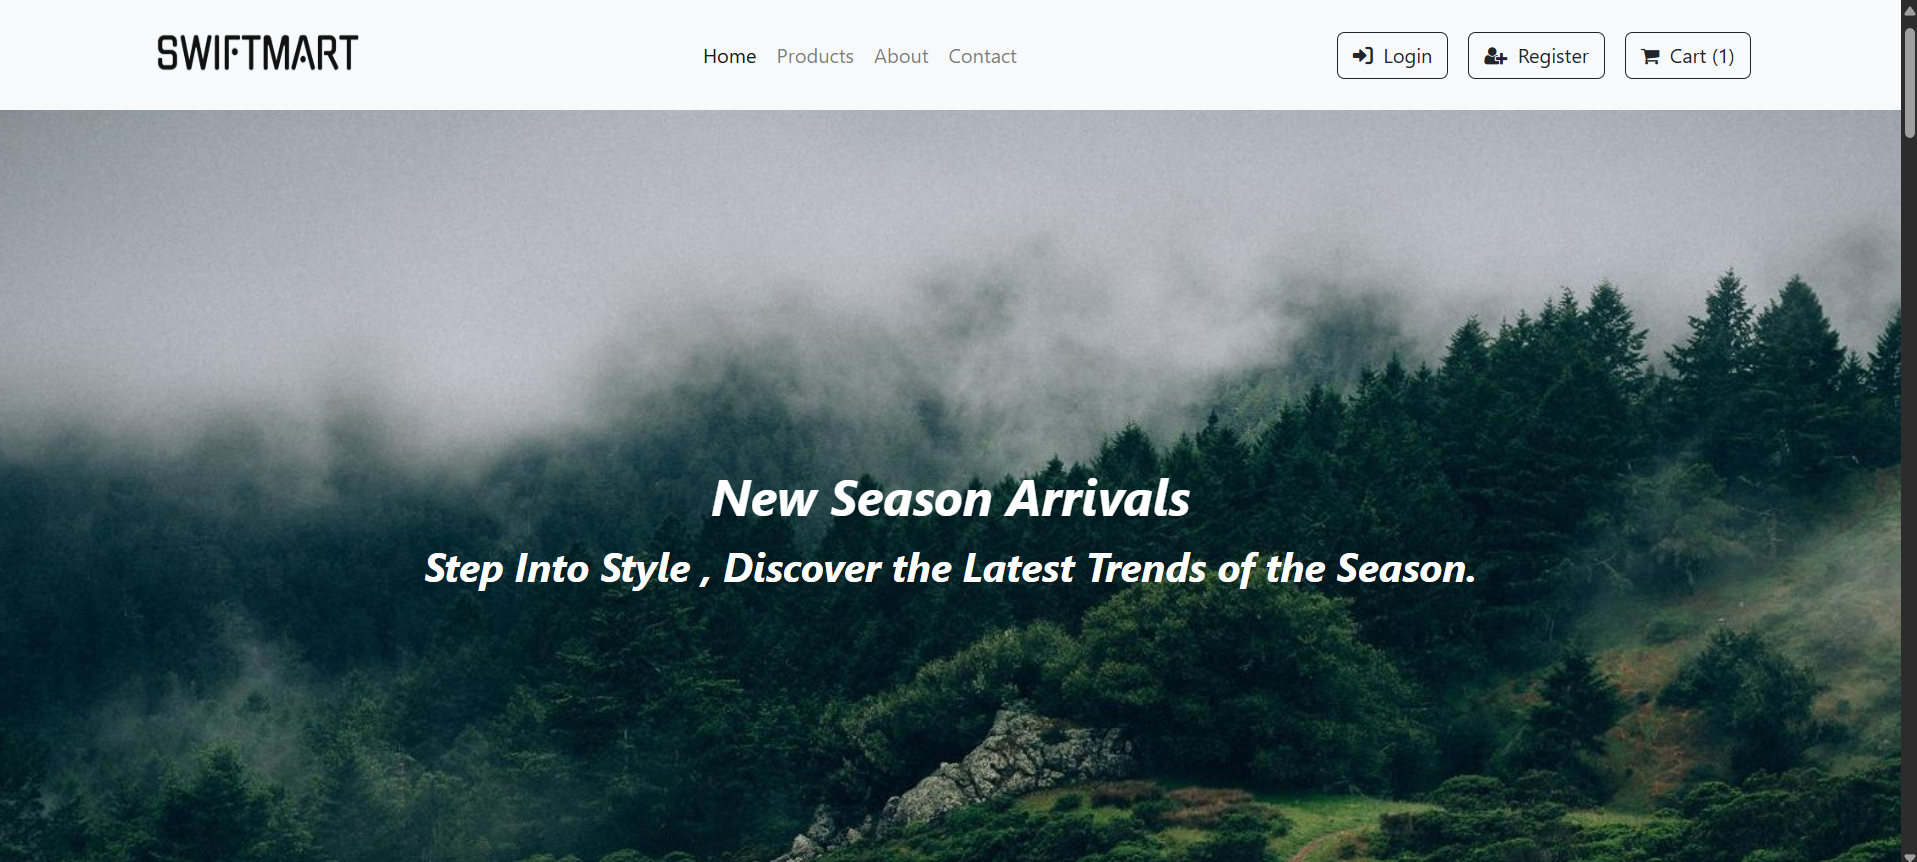 SWIFTMART
Home Products About Contact
Login Register Cart (1)
New Season Arrivals
Step Into Style , Discover the Latest Trends of the Season.